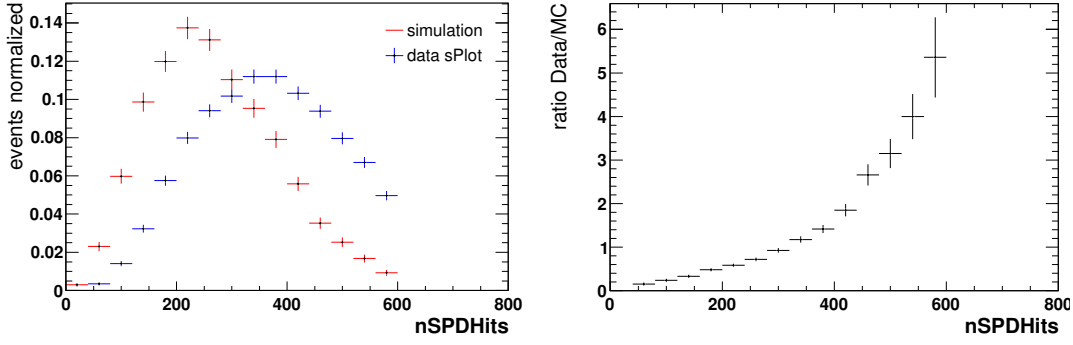 events normalized
0.14
0.12
0.1
0.08
0.06
0.04
0.02
0
simulation
data sPlot
0 200 400 600 800
nSPDHits
ratio Data/MC
6
5
4
3
2
1
0
0 200 400 600 800
nSPDHits